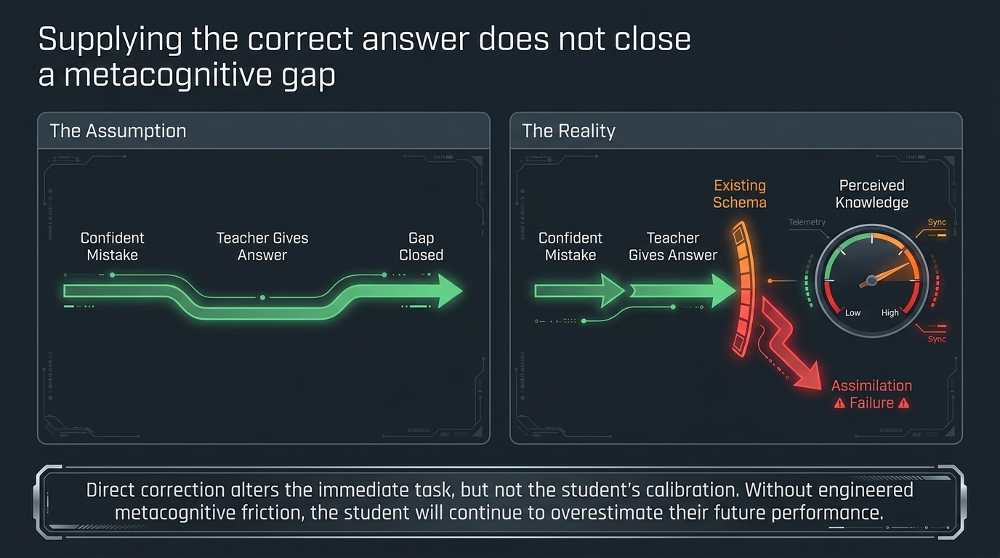 Supplying the correct answer does not close
a metacognitive gap
The Assumption
Confident
Mistake
Teacher Gives
Answer
Gap
Closed
The Reality
Confident
Mistake
Teacher
Gives Answer
Existing
Schema
Perceived
Knowledge
Telemetry
Sync
Low
High
Sync
Assimilation
Failure
Direct correction alters the immediate task, but not the student's calibration. Without engineered
metacognitive friction, the student will continue to overestimate their future performance.